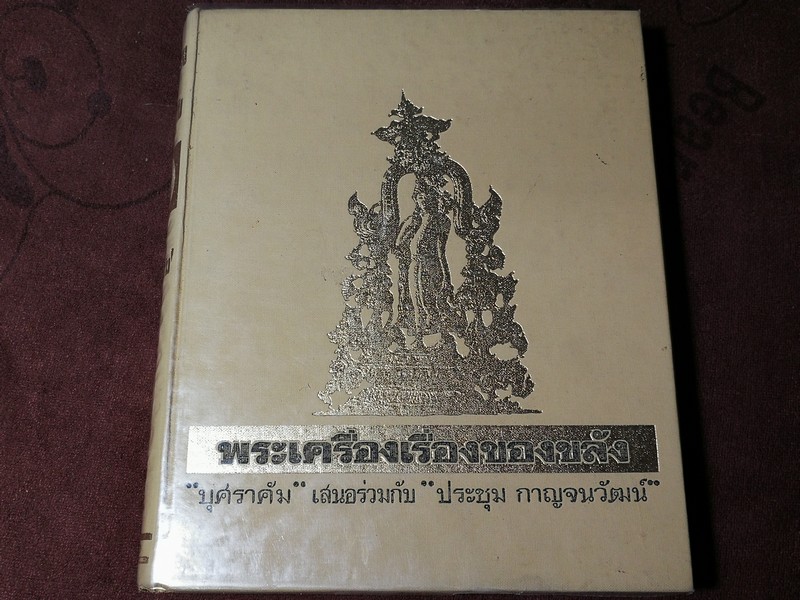 พระเครื่องเรื่องของขลัง
"บุศราคัม" เสนอร่วมกับ "ประชุม กาญจนวัฒน์"